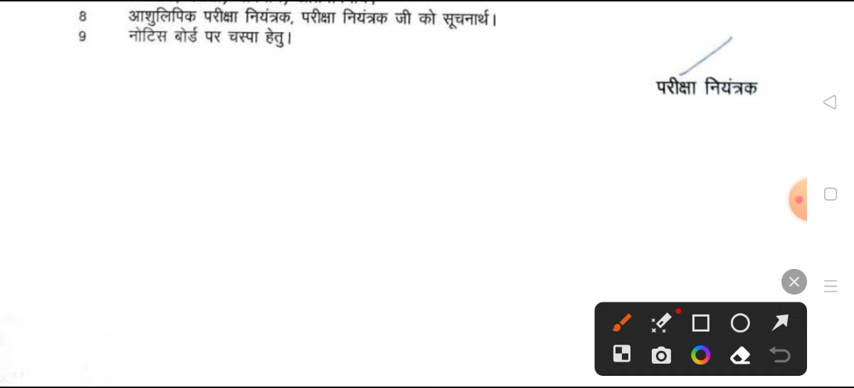 8 आशुलिपिक परीक्षा नियंत्रक, परीक्षा नियंत्रक जी को सूचनार्थ।
9 नोटिस बोर्ड पर चस्पा हेतु।
परीक्षा नियंत्रक